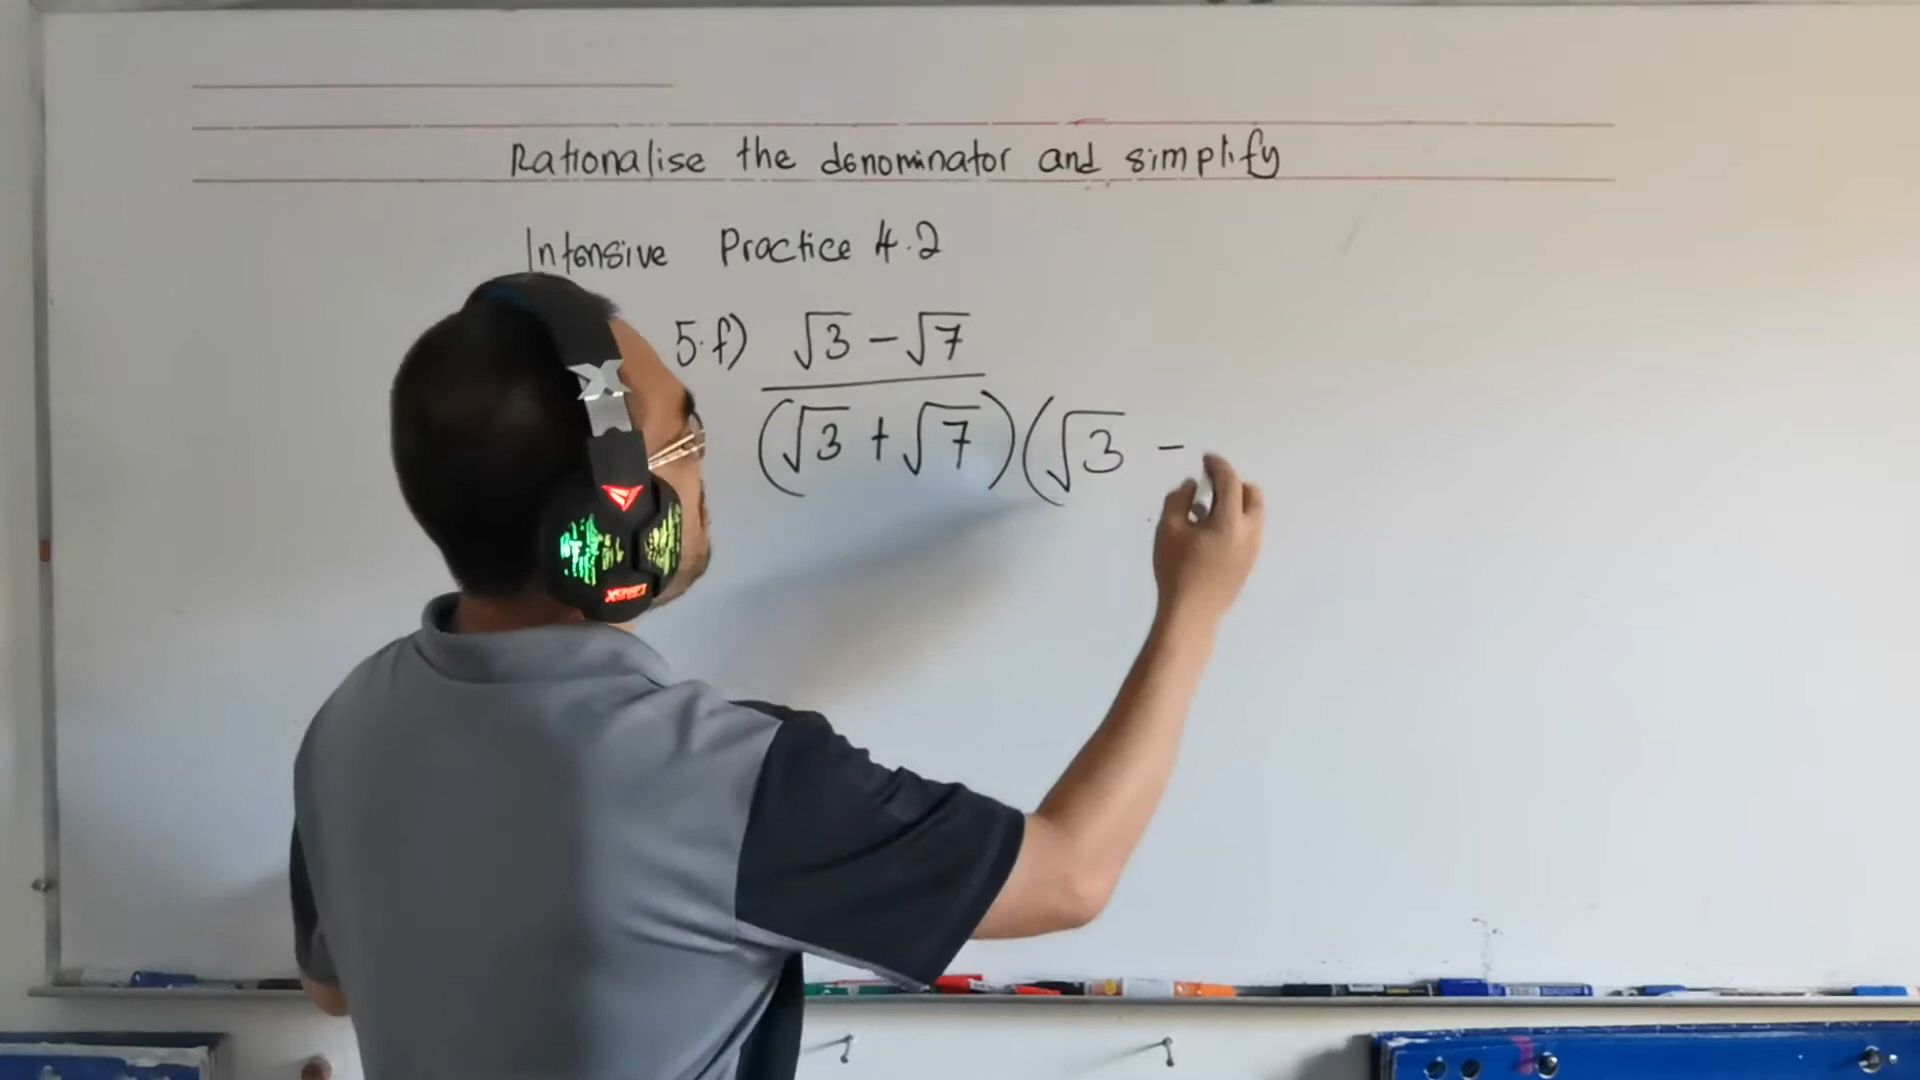 Rationalise the denominator and simplify
Intensive Practice 4.2
5.f) √3 - √7
(√3 + √7)(√3 -